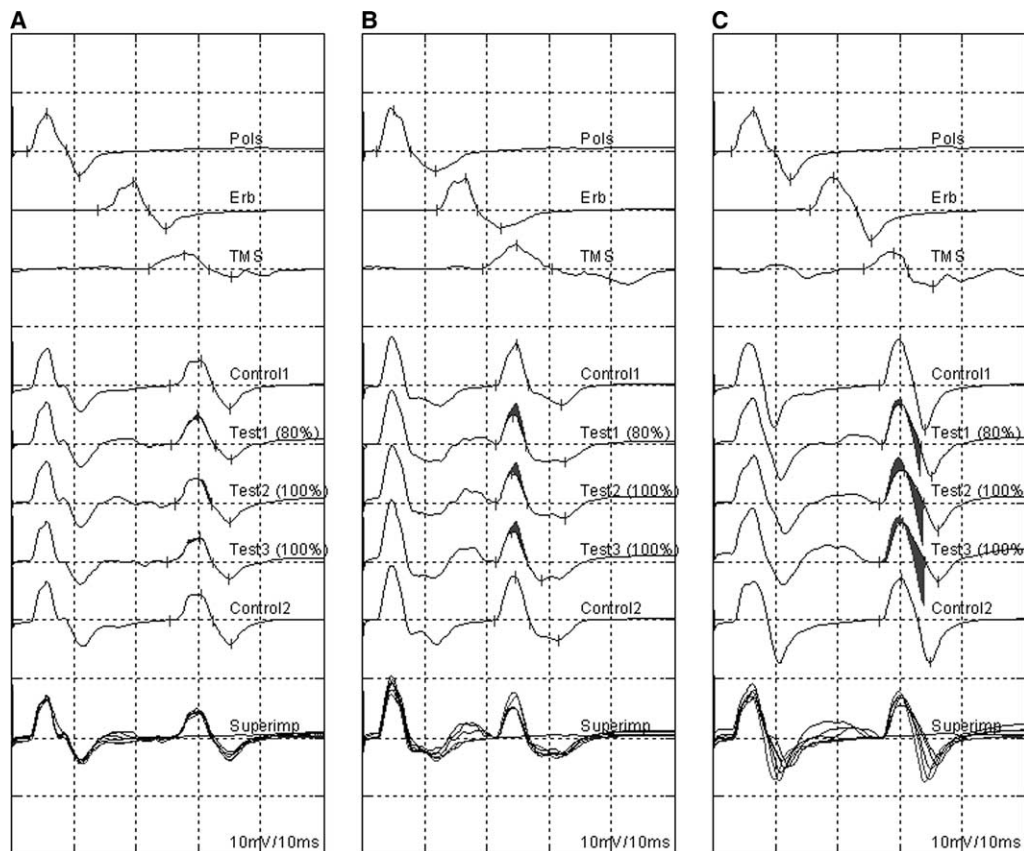 A
Pols
Erb
TMS
Control1
Test1 (80%)
Test2 (100%)
Test3 (100%)
Control2
Superimp
10mV/10ms
B
Pols
Erb
TMS
Control1
Test1 (80%)
Test2 (100%)
Test3 (100%)
Control2
Superimp
10mV/10ms
C
Pols
Erb
TMS
Control1
Test1 (80%)
Test2 (100%
Test3 (100%
Control2
Superimp
10mV/10ms